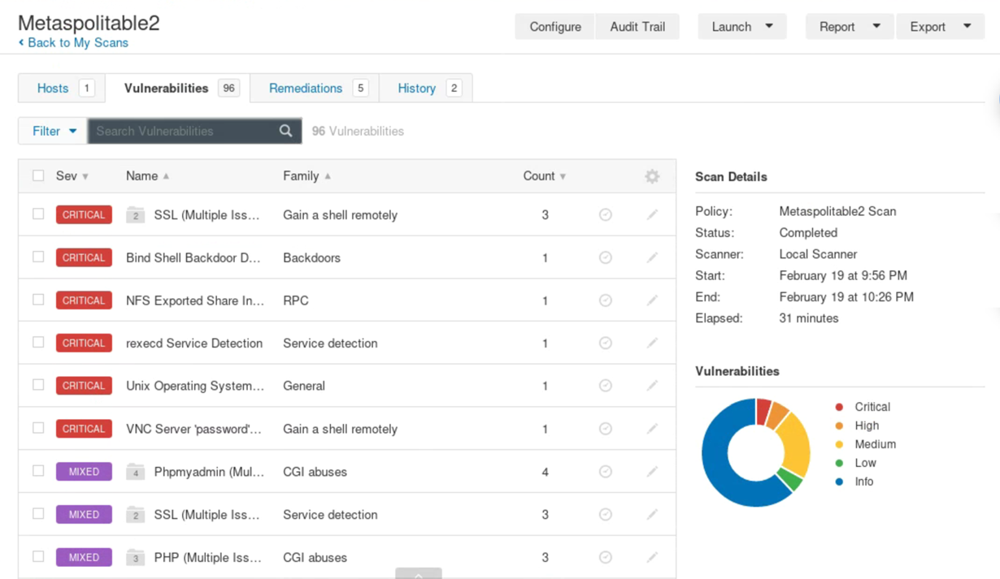 Metaspolitable2
Back to My Scans
Configure Audit Trail Launch Report Export
Hosts 1 Vulnerabilities 96 Remediations 5 History 2
Filter Search Vulnerabilities 96 Vulnerabilities
Sev Name Family Count
CRITICAL 2 SSL (Multiple Iss... Gain a shell remotely 3
CRITICAL Bind Shell Backdoor D... Backdoors 1
CRITICAL NFS Exported Share In... RPC 1
CRITICAL rexecd Service Detection Service detection 1
CRITICAL Unix Operating System... General 1
CRITICAL VNC Server 'password'... Gain a shell remotely 1
MIXED 4 Phpmyadmin (Mul... CGI abuses 4
MIXED 2 SSL (Multiple Iss... Service detection 3
MIXED 3 PHP (Multiple Iss... CGI abuses 3
Scan Details
Policy: Metaspolitable2 Scan
Status: Completed
Scanner: Local Scanner
Start: February 19 at 9:56 PM
End: February 19 at 10:26 PM
Elapsed: 31 minutes
Vulnerabilities
Critical
High
Medium
Low
Info